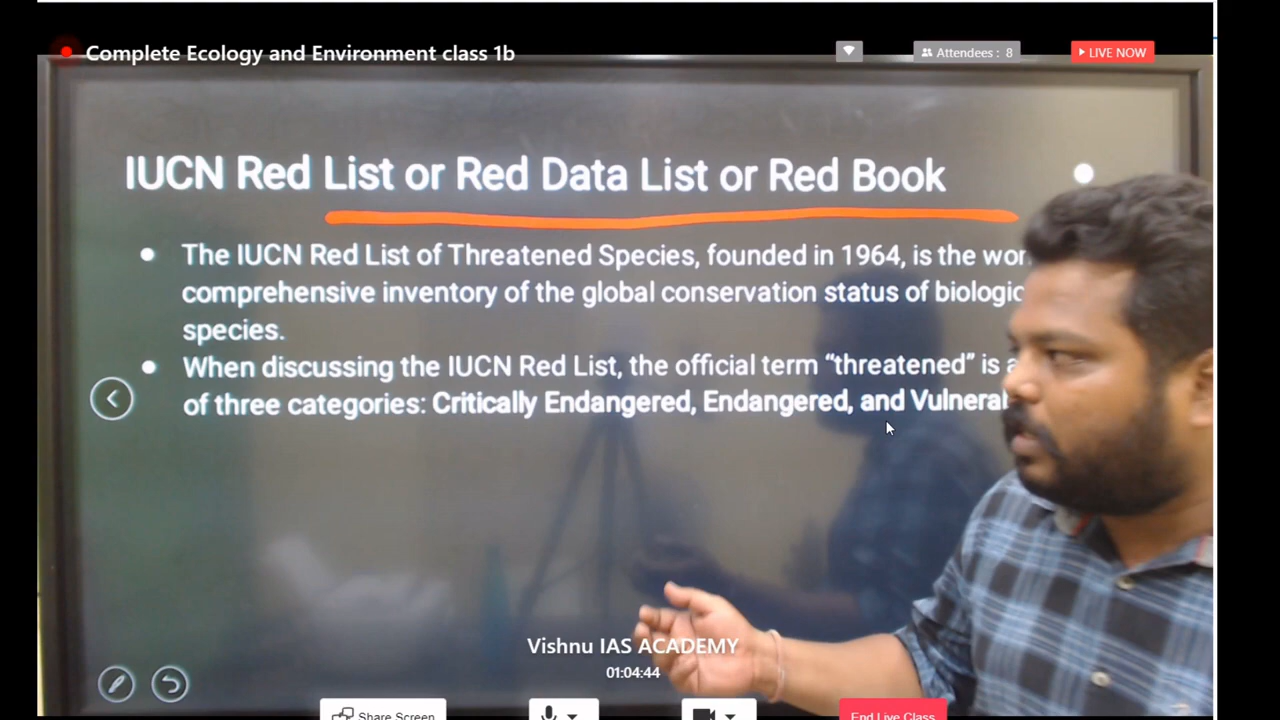 Complete Ecology and Environment class 1b
Attendees : 8
LIVE NOW
IUCN Red List or Red Data List or Red Book
The IUCN Red List of Threatened Species, founded in 1964, is the
comprehensive inventory of the global conservation status of
species.
When discussing the IUCN Red List, the official term “threatened” is
of three categories: Critically Endangered, Endangered, and
Vishnu IAS ACADEMY
01:04:44
Share Screen
End Live Class